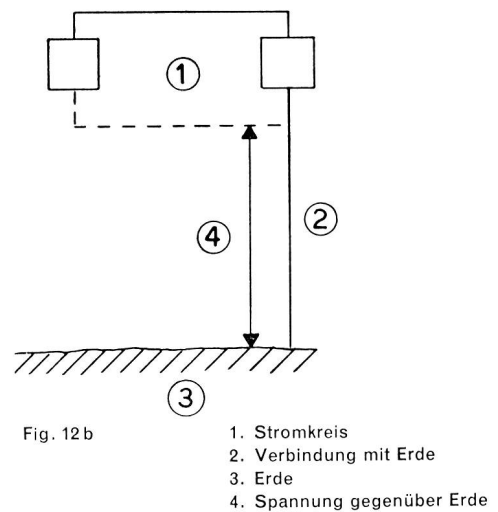 1
2
4
3
Fig. 12 b
1. Stromkreis
2. Verbindung mit Erde
3. Erde
4. Spannung gegenüber Erde